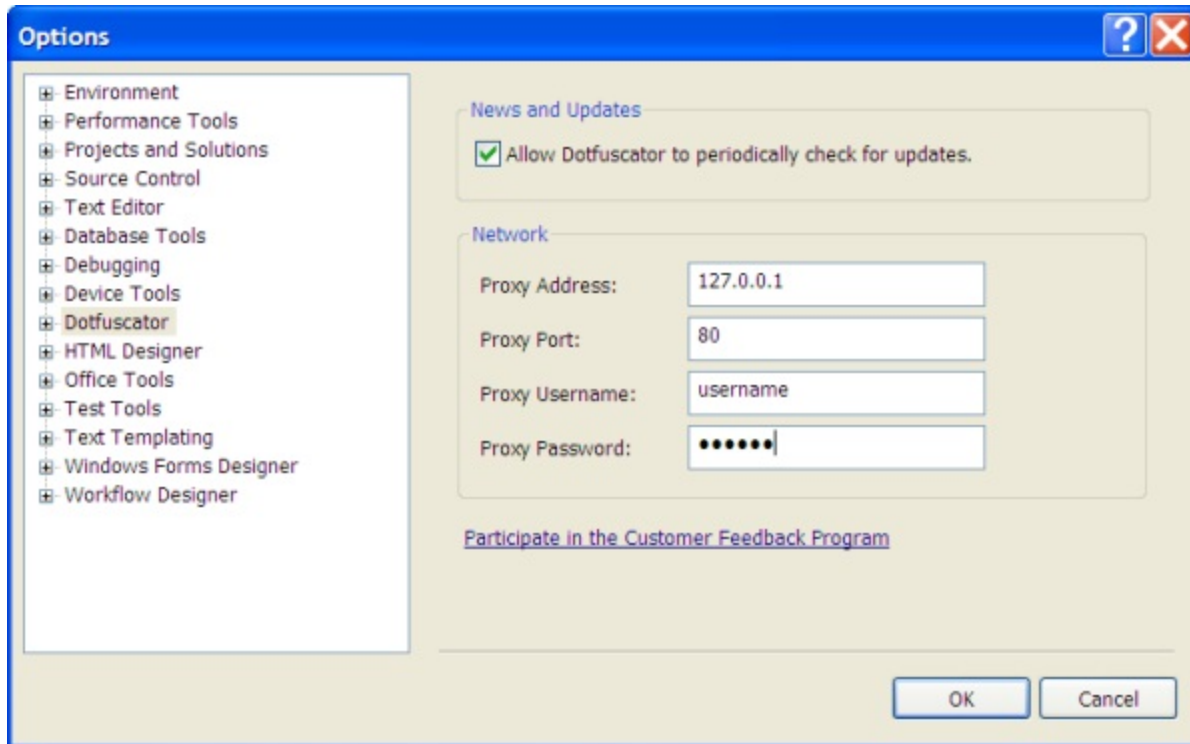 Options
Environment
Performance Tools
Projects and Solutions
Source Control
Text Editor
Database Tools
Debugging
Device Tools
Dotfuscator
HTML Designer
Office Tools
Test Tools
Text Templating
Windows Forms Designer
Workflow Designer
News and Updates
Allow Dotfuscator to periodically check for updates.
Network
Proxy Address: 127.0.0.1
Proxy Port: 80
Proxy Username: username
Proxy Password: ••••••
Participate in the Customer Feedback Program
OK Cancel